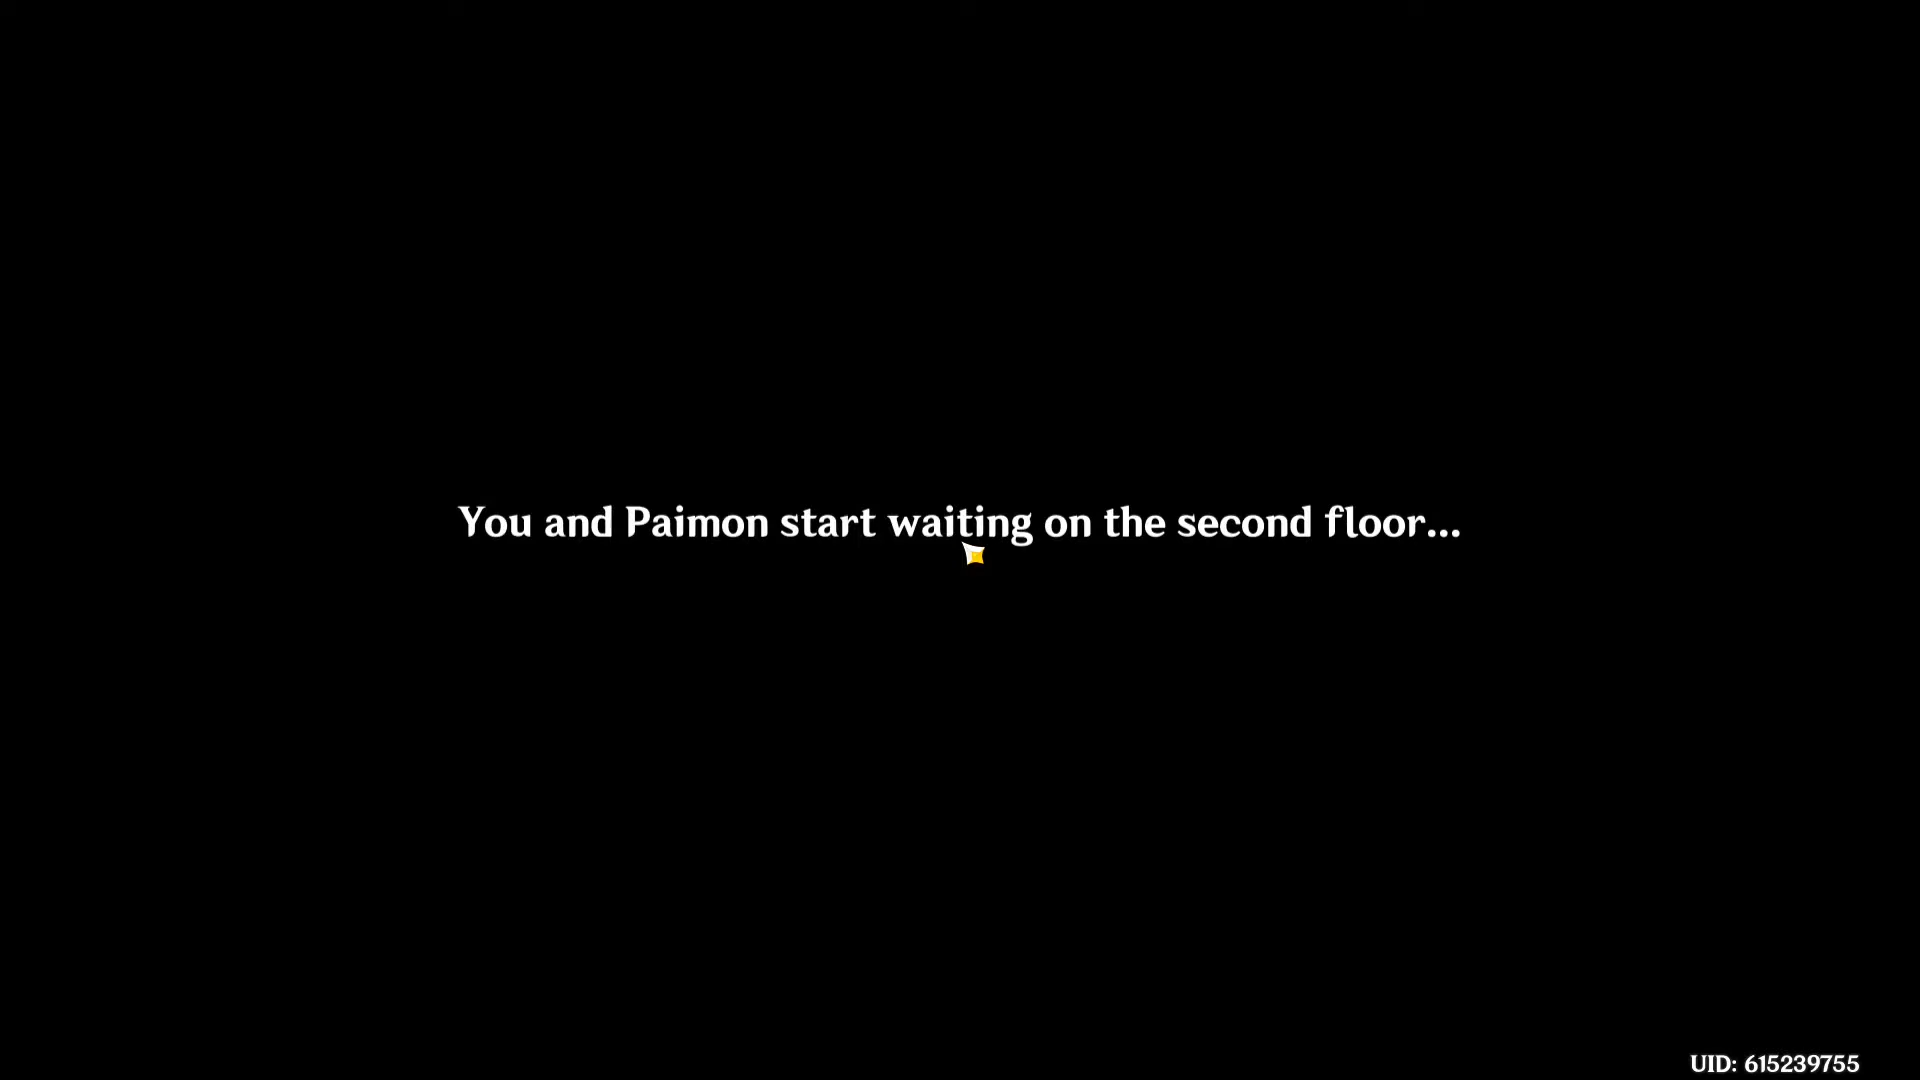 You and Paimon start waiting on the second floor...
UID: 615239755